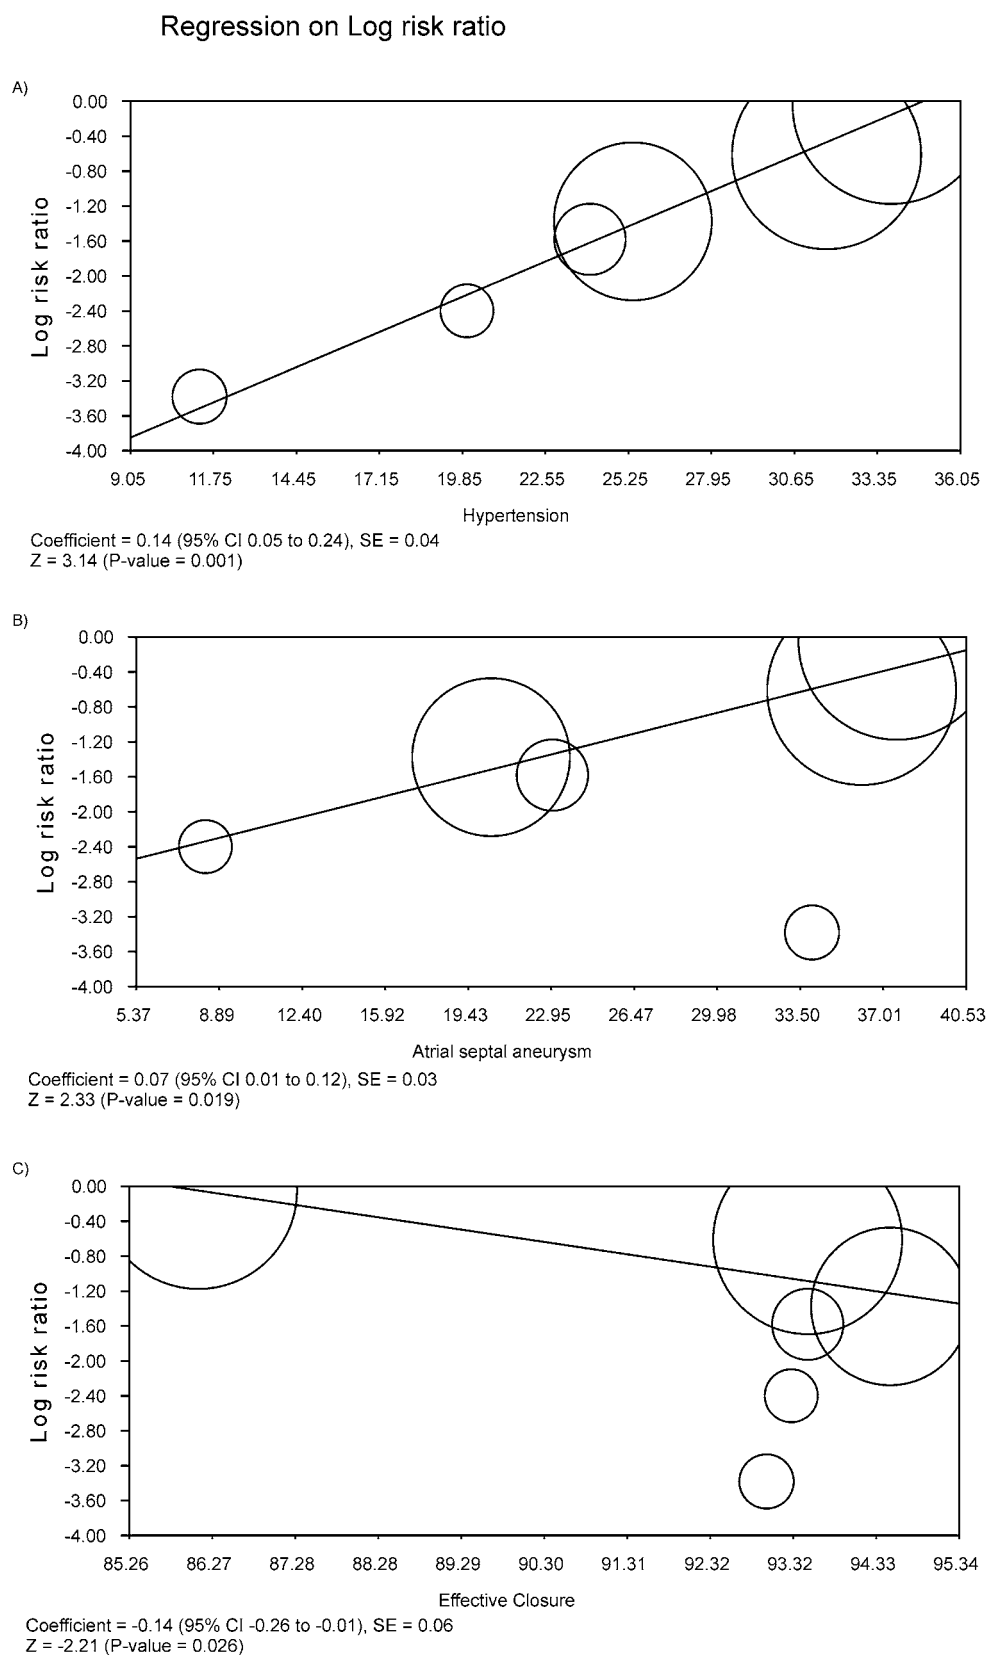 Regression on Log risk ratio
A)
0.00
-0.40
-0.80
-1.20
-1.60
-2.00
-2.40
-2.80
-3.20
-3.60
-4.00
Log risk ratio
9.05 11.75 14.45 17.15 19.85 22.55 25.25 27.95 30.65 33.35 36.05
Hypertension
Coefficient = 0.14 (95% CI 0.05 to 0.24), SE = 0.04
Z = 3.14 (P-value = 0.001)
B)
0.00
-0.40
-0.80
-1.20
-1.60
-2.00
-2.40
-2.80
-3.20
-3.60
-4.00
Log risk ratio
5.37 8.89 12.40 15.92 19.43 22.95 26.47 29.98 33.50 37.01 40.53
Atrial septal aneurysm
Coefficient = 0.07 (95% CI 0.01 to 0.12), SE = 0.03
Z = 2.33 (P-value = 0.019)
C)
0.00
-0.40
-0.80
-1.20
-1.60
-2.00
-2.40
-2.80
-3.20
-3.60
-4.00
Log risk ratio
85.26 86.27 87.28 88.28 89.29 90.30 91.31 92.32 93.32 94.33 95.34
Effective Closure
Coefficient = -0.14 (95% CI -0.26 to -0.01), SE = 0.06
Z = -2.21 (P-value = 0.026)